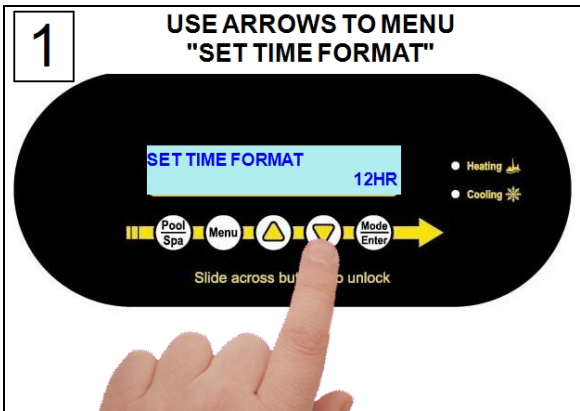 1
USE ARROWS TO MENU
"SET TIME FORMAT"
SET TIME FORMAT
12HR
Heating
Cooling
Pool
Spa
Menu
Mode
Enter
Slide across but o unlock